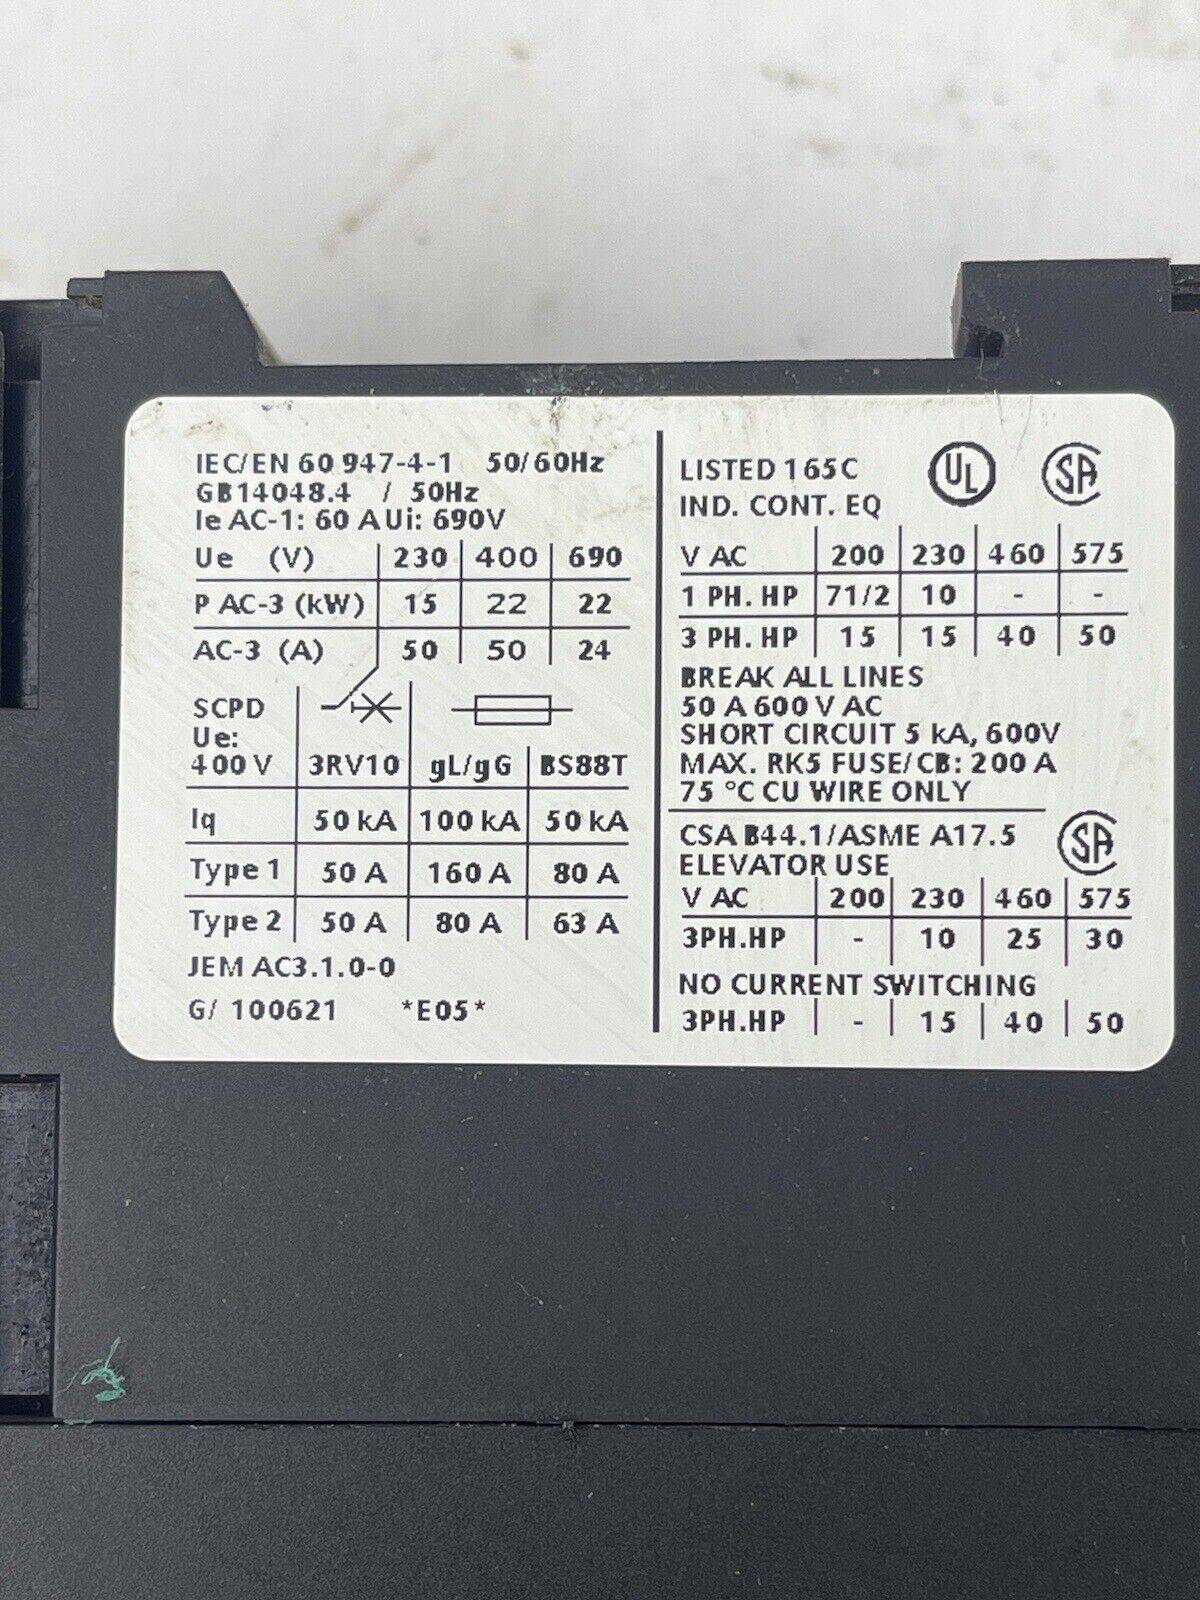 IEC/EN 60 947-4-1 50/60Hz
GB14048.4 / 50Hz
Ie AC-1: 60 A Ui: 690V
Ue (V) 230 400 690
P AC-3 (kW) 15 22 22
AC-3 (A) 50 50 24
SCPD
Ue:
400 V 3RV10 gL/gG BS88T
Iq 50 kA 100 kA 50 kA
Type 1 50 A 160 A 80 A
Type 2 50 A 80 A 63 A
JEM AC3.1.0-0
G/ 100621 *E05*
LISTED 165C UL SA
IND. CONT. EQ
V AC 200 230 460 575
1 PH. HP 71/2 10 - -
3 PH. HP 15 15 40 50
BREAK ALL LINES
50 A 600 V AC
SHORT CIRCUIT 5 kA, 600V
MAX. RK5 FUSE/CB: 200 A
75 °C CU WIRE ONLY
CSA B44.1/ASME A17.5 SA
ELEVATOR USE
V AC 200 230 460 575
3PH.HP - 10 25 30
NO CURRENT SWITCHING
3PH.HP - 15 40 50